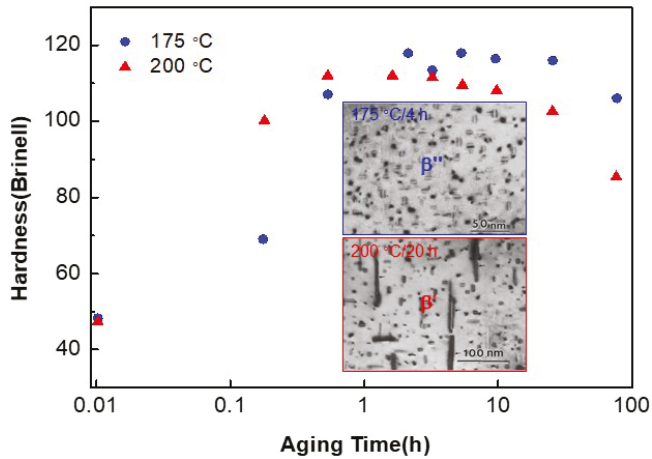 175 °C
200 °C
120
100
80
60
40
Hardness(Brinell)
175 °C/4 h
β''
50 nm
200 °C/20 h
β'
100 nm
0.01
0.1
1
10
100
Aging Time(h)